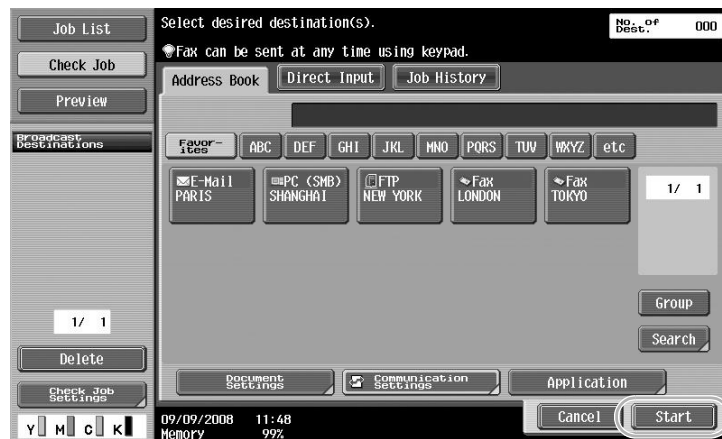 Job List
Check Job
Preview
Broadcast
Destinations
1/ 1
Delete
Check Job
Settings
Y M C K
Select desired destination(s).
No. of
Dest. 000
Fax can be sent at any time using keypad.
Address Book Direct Input Job History
Favor-
ites ABC DEF GHI JKL MNO PQRS TUV WXYZ etc
E-Mail PC (SMB) FTP Fax Fax
PARIS SHANGHAI NEW YORK LONDON TOKYO
1/ 1
Group
Search
Document
Settings
Communication
Settings
Application
09/09/2008 11:48
Memory 99%
Cancel Start